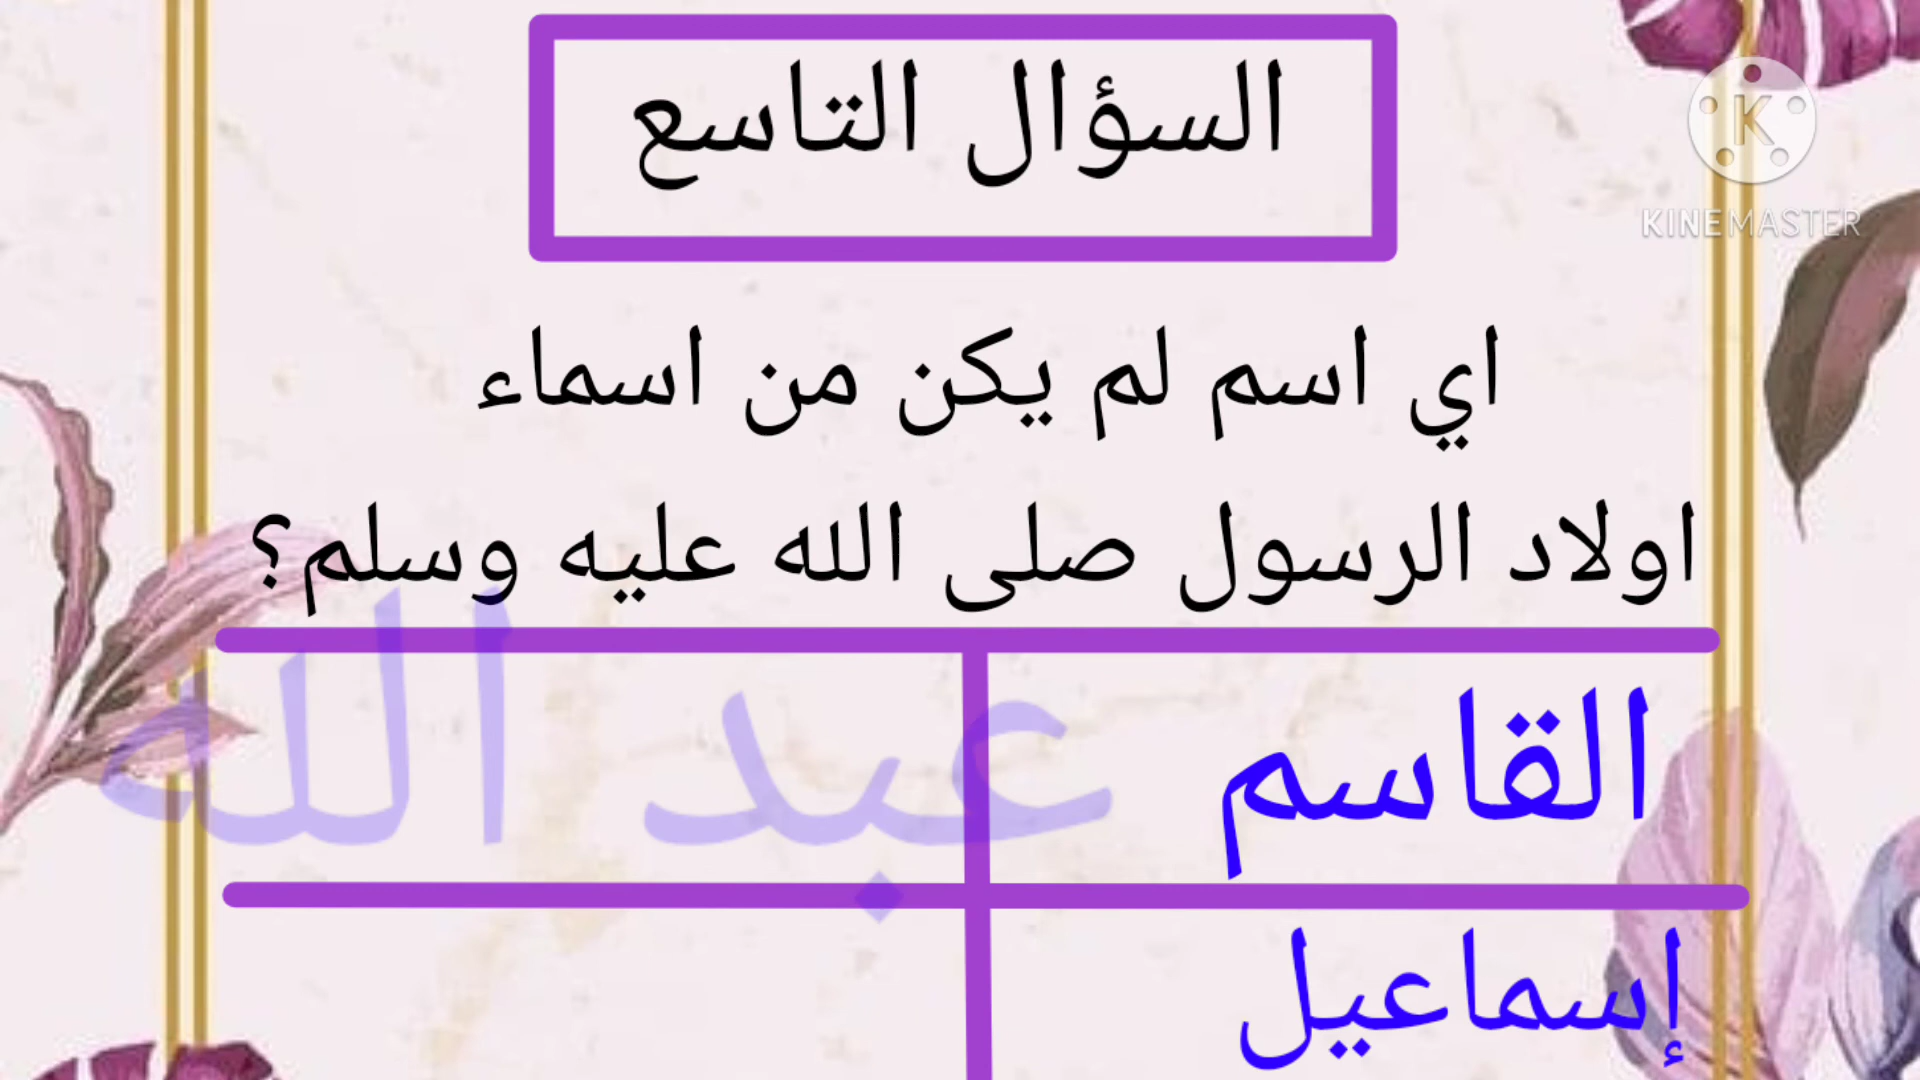 السؤال التاسع
KINEMASTER
اي اسم لم يكن من اسماء
اولاد الرسول صلى الله عليه وسلم؟
القاسم
عبد الله
إسماعيل